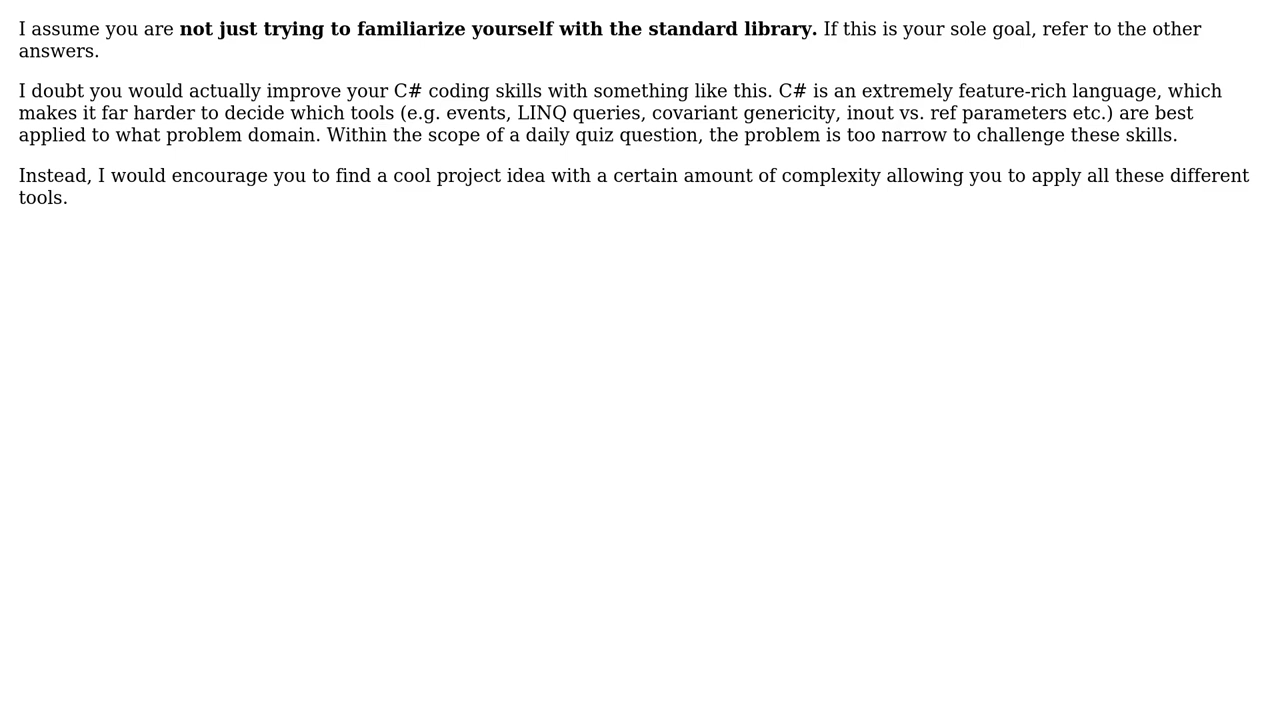 I assume you are not just trying to familiarize yourself with the standard library. If this is your sole goal, refer to the other
answers.
I doubt you would actually improve your C# coding skills with something like this. C# is an extremely feature-rich language, which
makes it far harder to decide which tools (e.g. events, LINQ queries, covariant genericity, inout vs. ref parameters etc.) are best
applied to what problem domain. Within the scope of a daily quiz question, the problem is too narrow to challenge these skills.
Instead, I would encourage you to find a cool project idea with a certain amount of complexity allowing you to apply all these different
tools.